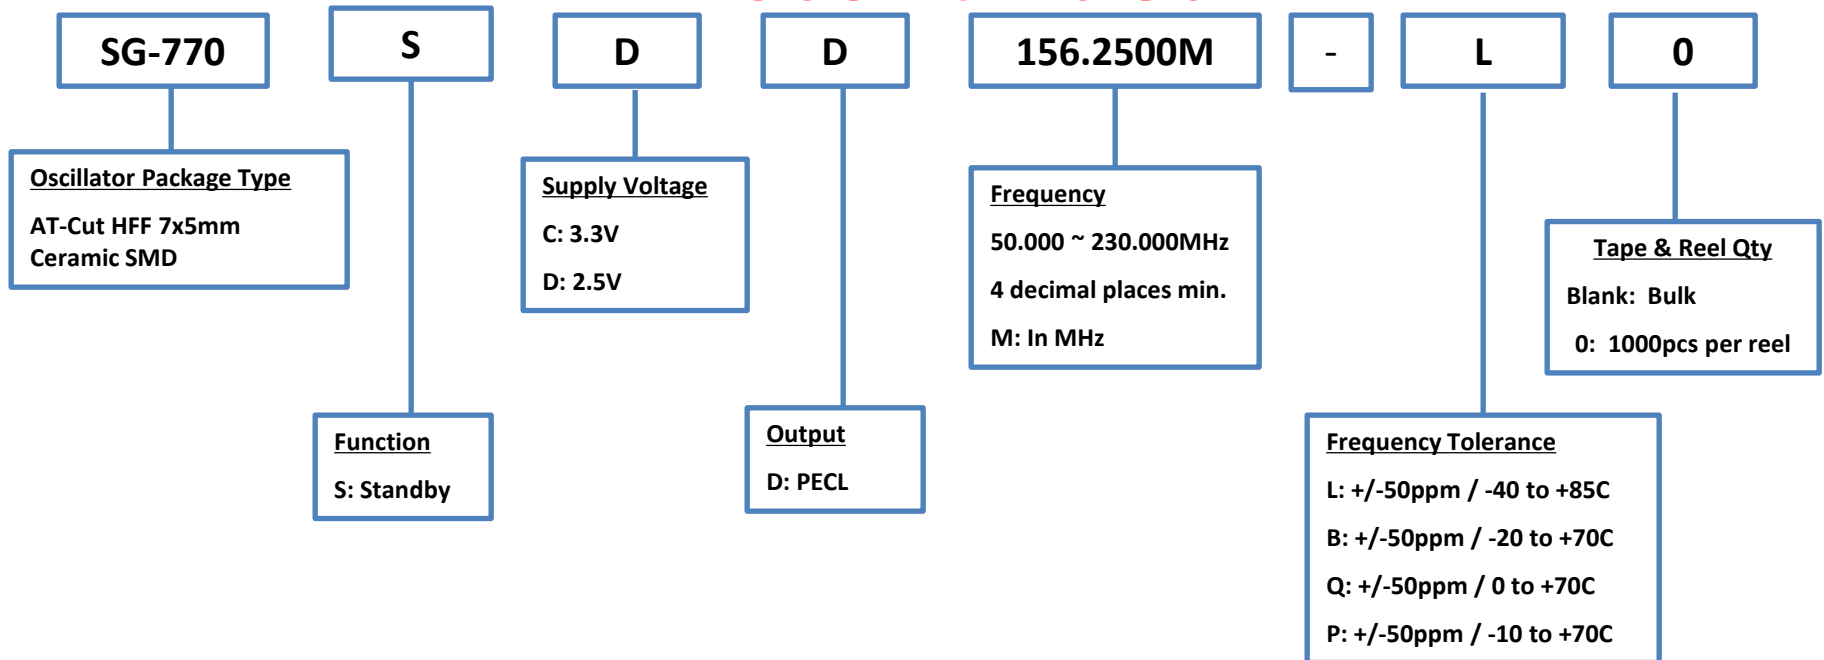 SG-770
S
D
D
156.2500M
-
L
0
Oscillator Package Type
AT-Cut HFF 7x5mm
Ceramic SMD
Supply Voltage
C: 3.3V
D: 2.5V
Frequency
50.000 ~ 230.000MHz
4 decimal places min.
M: In MHz
Tape & Reel Qty
Blank: Bulk
0: 1000pcs per reel
Function
S: Standby
Output
D: PECL
Frequency Tolerance
L: +/-50ppm / -40 to +85C
B: +/-50ppm / -20 to +70C
Q: +/-50ppm / 0 to +70C
P: +/-50ppm / -10 to +70C